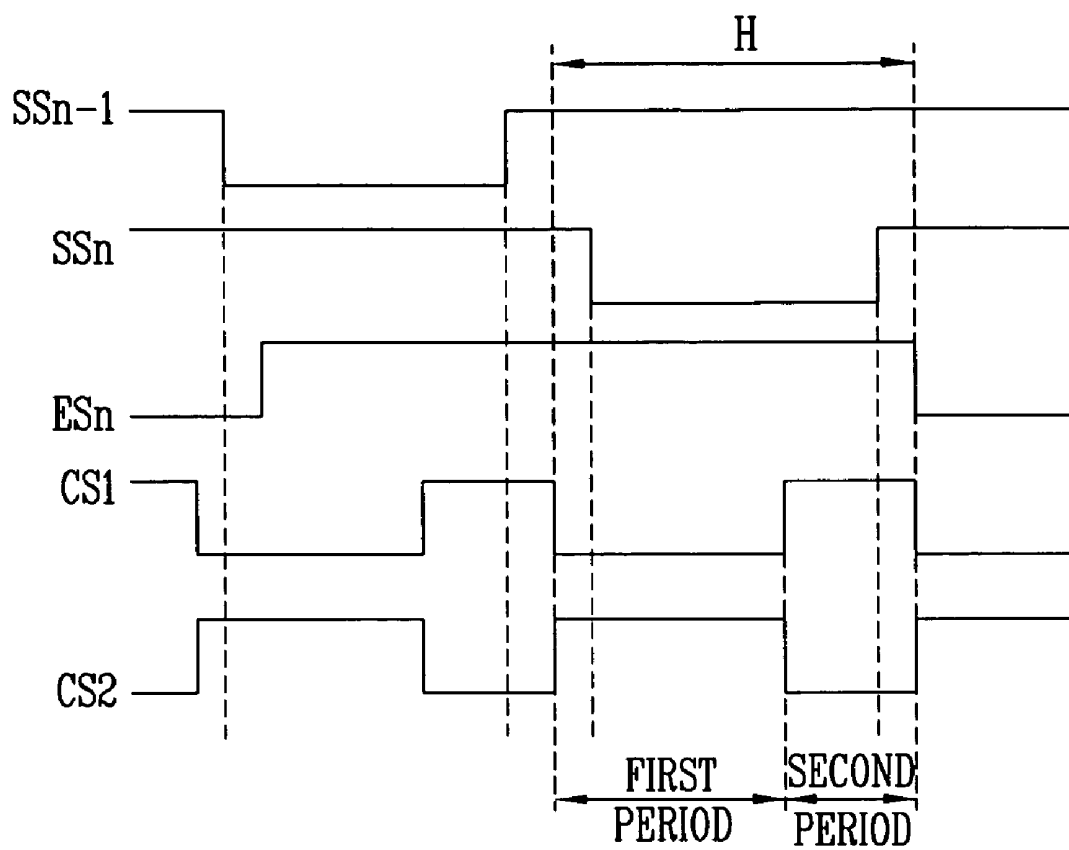 H
SSn-1
SSn
ESn
CS1
CS2
FIRST
PERIOD
SECOND
PERIOD